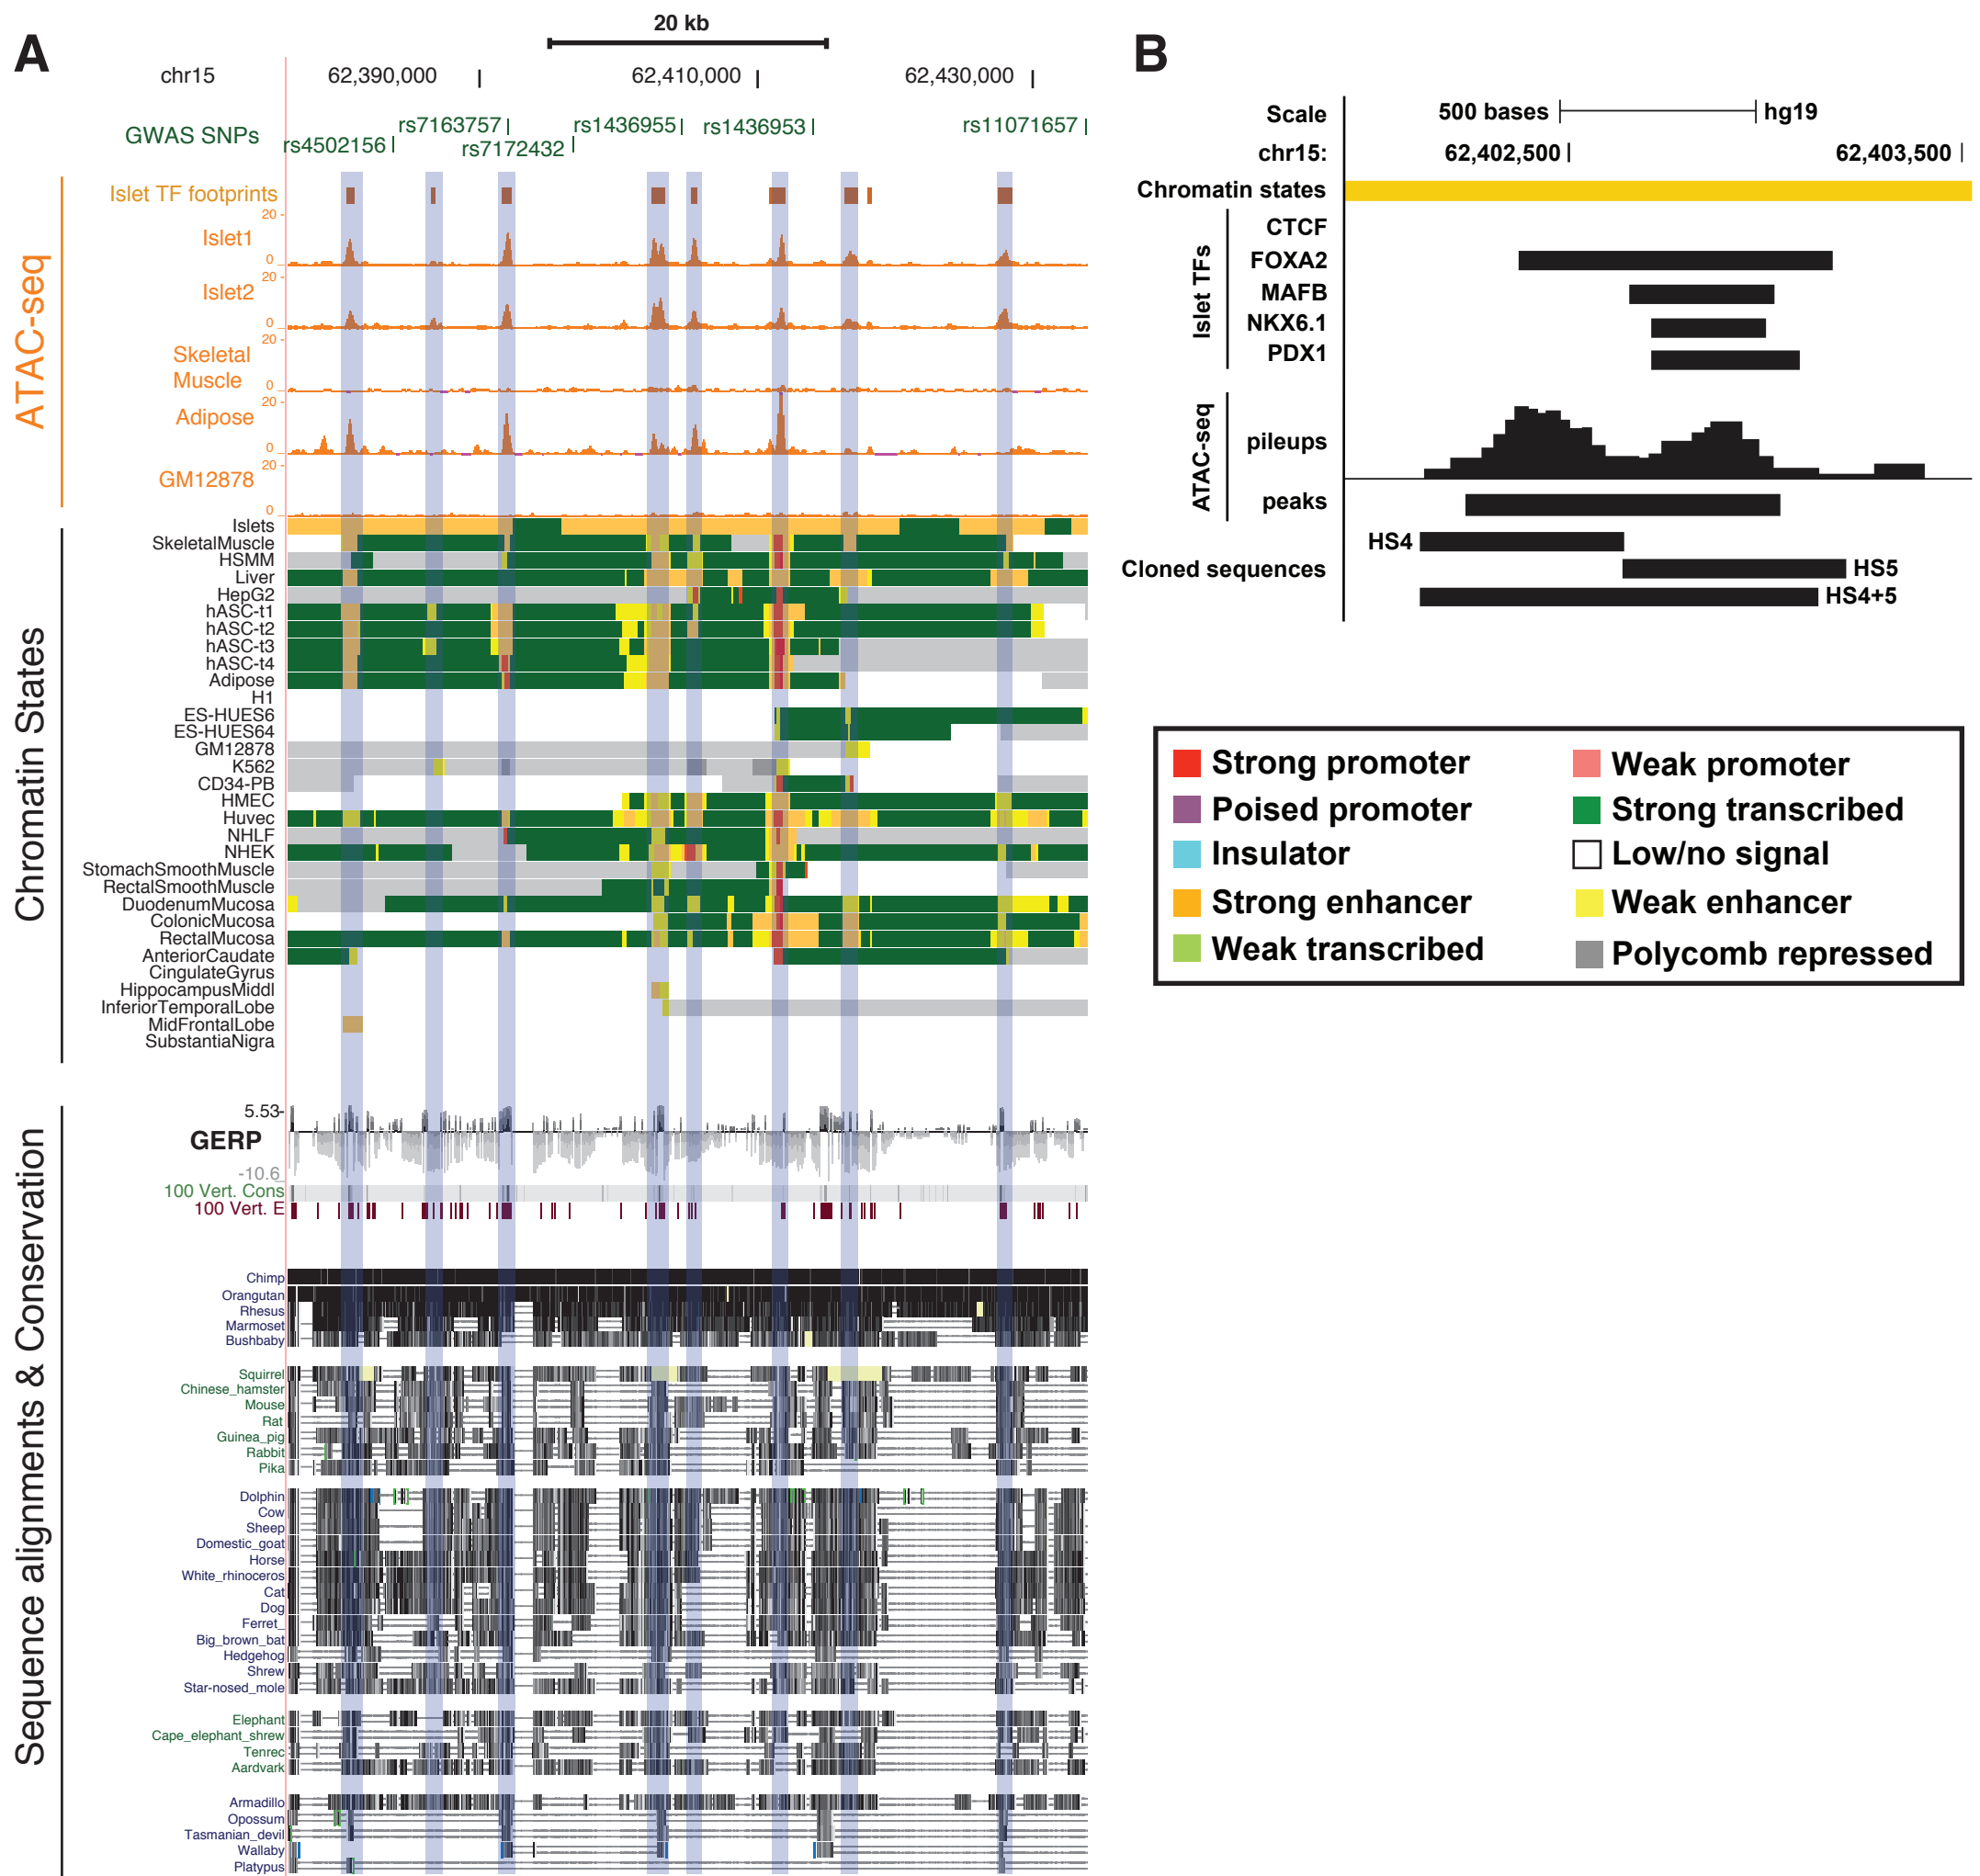 A
20 kb
chr15
62,390,000
62,410,000
62,430,000
GWAS SNPs
rs4502156
rs7163757
rs7172432
rs1436955
rs1436953
rs11071657
ATAC-seq
Islet TF footprints
20
Islet1
0
20
Islet2
0
20
Skeletal
Muscle
0
20
Adipose
0
20
GM12878
0
Chromatin States
Islets
SkeletalMuscle
HSMM
Liver
HepG2
hASC-t1
hASC-t2
hASC-t3
hASC-t4
Adipose
H1
ES-HUES6
ES-HUES64
GM12878
K562
CD34-PB
HMEC
Huvec
NHLF
NHEK
StomachSmoothMuscle
RectalSmoothMuscle
DuodenumMucosa
ColonicMucosa
RectalMucosa
AnteriorCaudate
CingulateGyrus
HippocampusMiddl
InferiorTemporalLobe
MidFrontalLobe
SubstantiaNigra
Sequence alignments & Conservation
5.53
GERP
-10.6
100 Vert. Cons
100 Vert. E
Chimp
Orangutan
Rhesus
Marmoset
Bushbaby
Squirrel
Chinese_hamster
Mouse
Rat
Guinea_pig
Rabbit
Pika
Dolphin
Cow
Sheep
Domestic_goat
Horse
White_rhinoceros
Cat
Dog
Ferret_
Big_brown_bat
Hedgehog
Shrew
Star-nosed_mole
Elephant
Cape_elephant_shrew
Tenrec
Aardvark
Armadillo
Opossum
Tasmanian_devil
Wallaby
Platypus
B
Scale
500 bases
hg19
chr15:
62,402,500
62,403,500
Chromatin states
Islet TFs
CTCF
FOXA2
MAFB
NKX6.1
PDX1
ATAC-seq
pileups
peaks
HS4
Cloned sequences
HS5
HS4+5
Strong promoter
Weak promoter
Poised promoter
Strong transcribed
Insulator
Low/no signal
Strong enhancer
Weak enhancer
Weak transcribed
Polycomb repressed